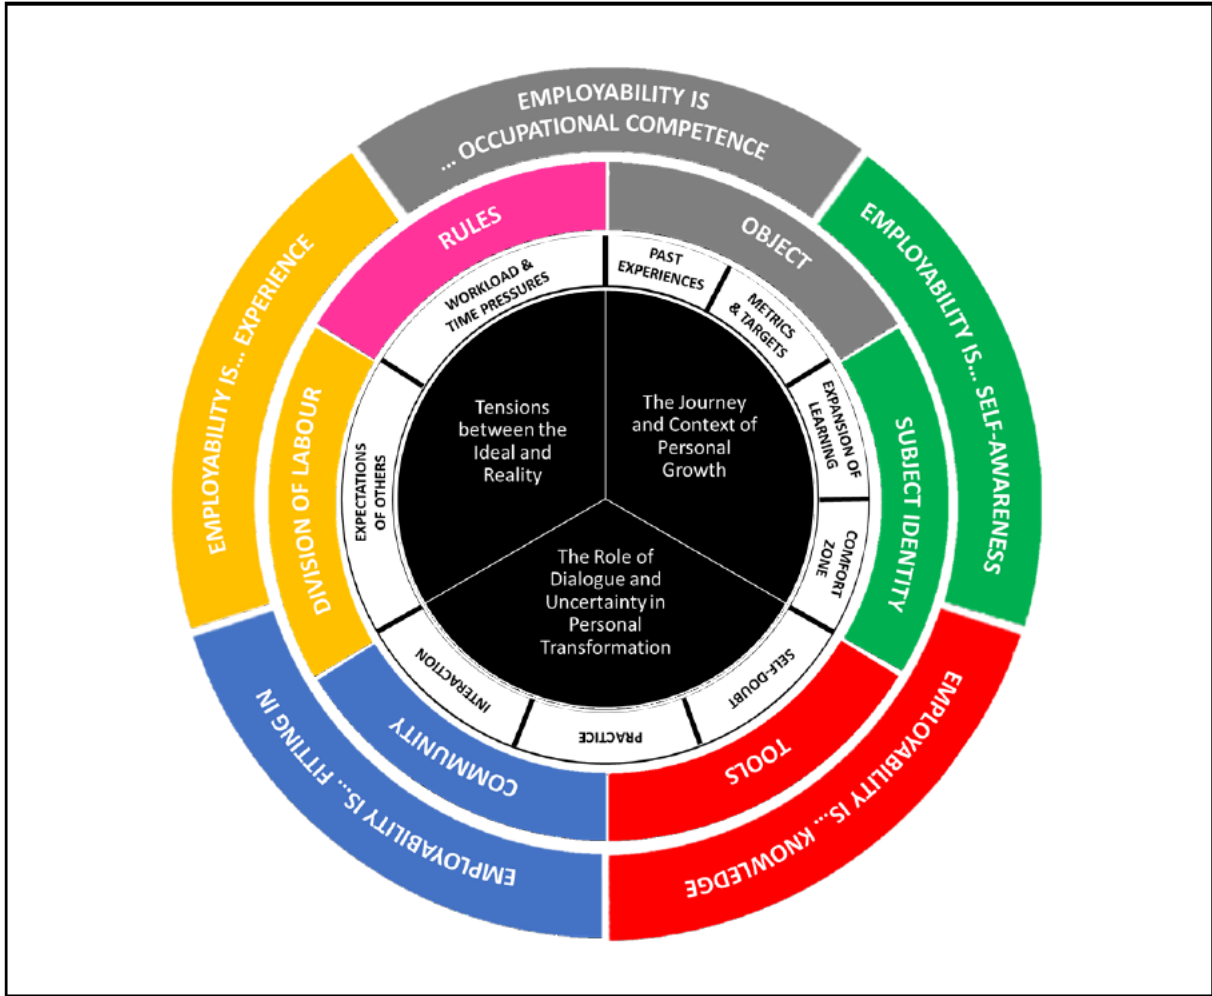 EMPLOYABILITY IS
... OCCUPATIONAL COMPETENCE
EMPLOYABILITY IS... SELF-AWARENESS
EMPLOYABILITY IS... KNOWLEDGE
EMPLOYABILITY IS... FITTING IN
EMPLOYABILITY IS... EXPERIENCE
RULES
OBJECT
SUBJECT IDENTITY
TOOLS
COMMUNITY
DIVISION OF LABOUR
WORKLOAD &
TIME PRESSURES
PAST
EXPERIENCES
METRICS
& TARGETS
EXPANSION OF
LEARNING
COMFORT
ZONE
SELF-DOUBT
PRACTICE
INTERACTION
EXPECTATIONS
OF OTHERS
Tensions
between the
Ideal and
Reality
The Journey
and Context of
Personal
Growth
The Role of
Dialogue and
Uncertainty in
Personal
Transformation